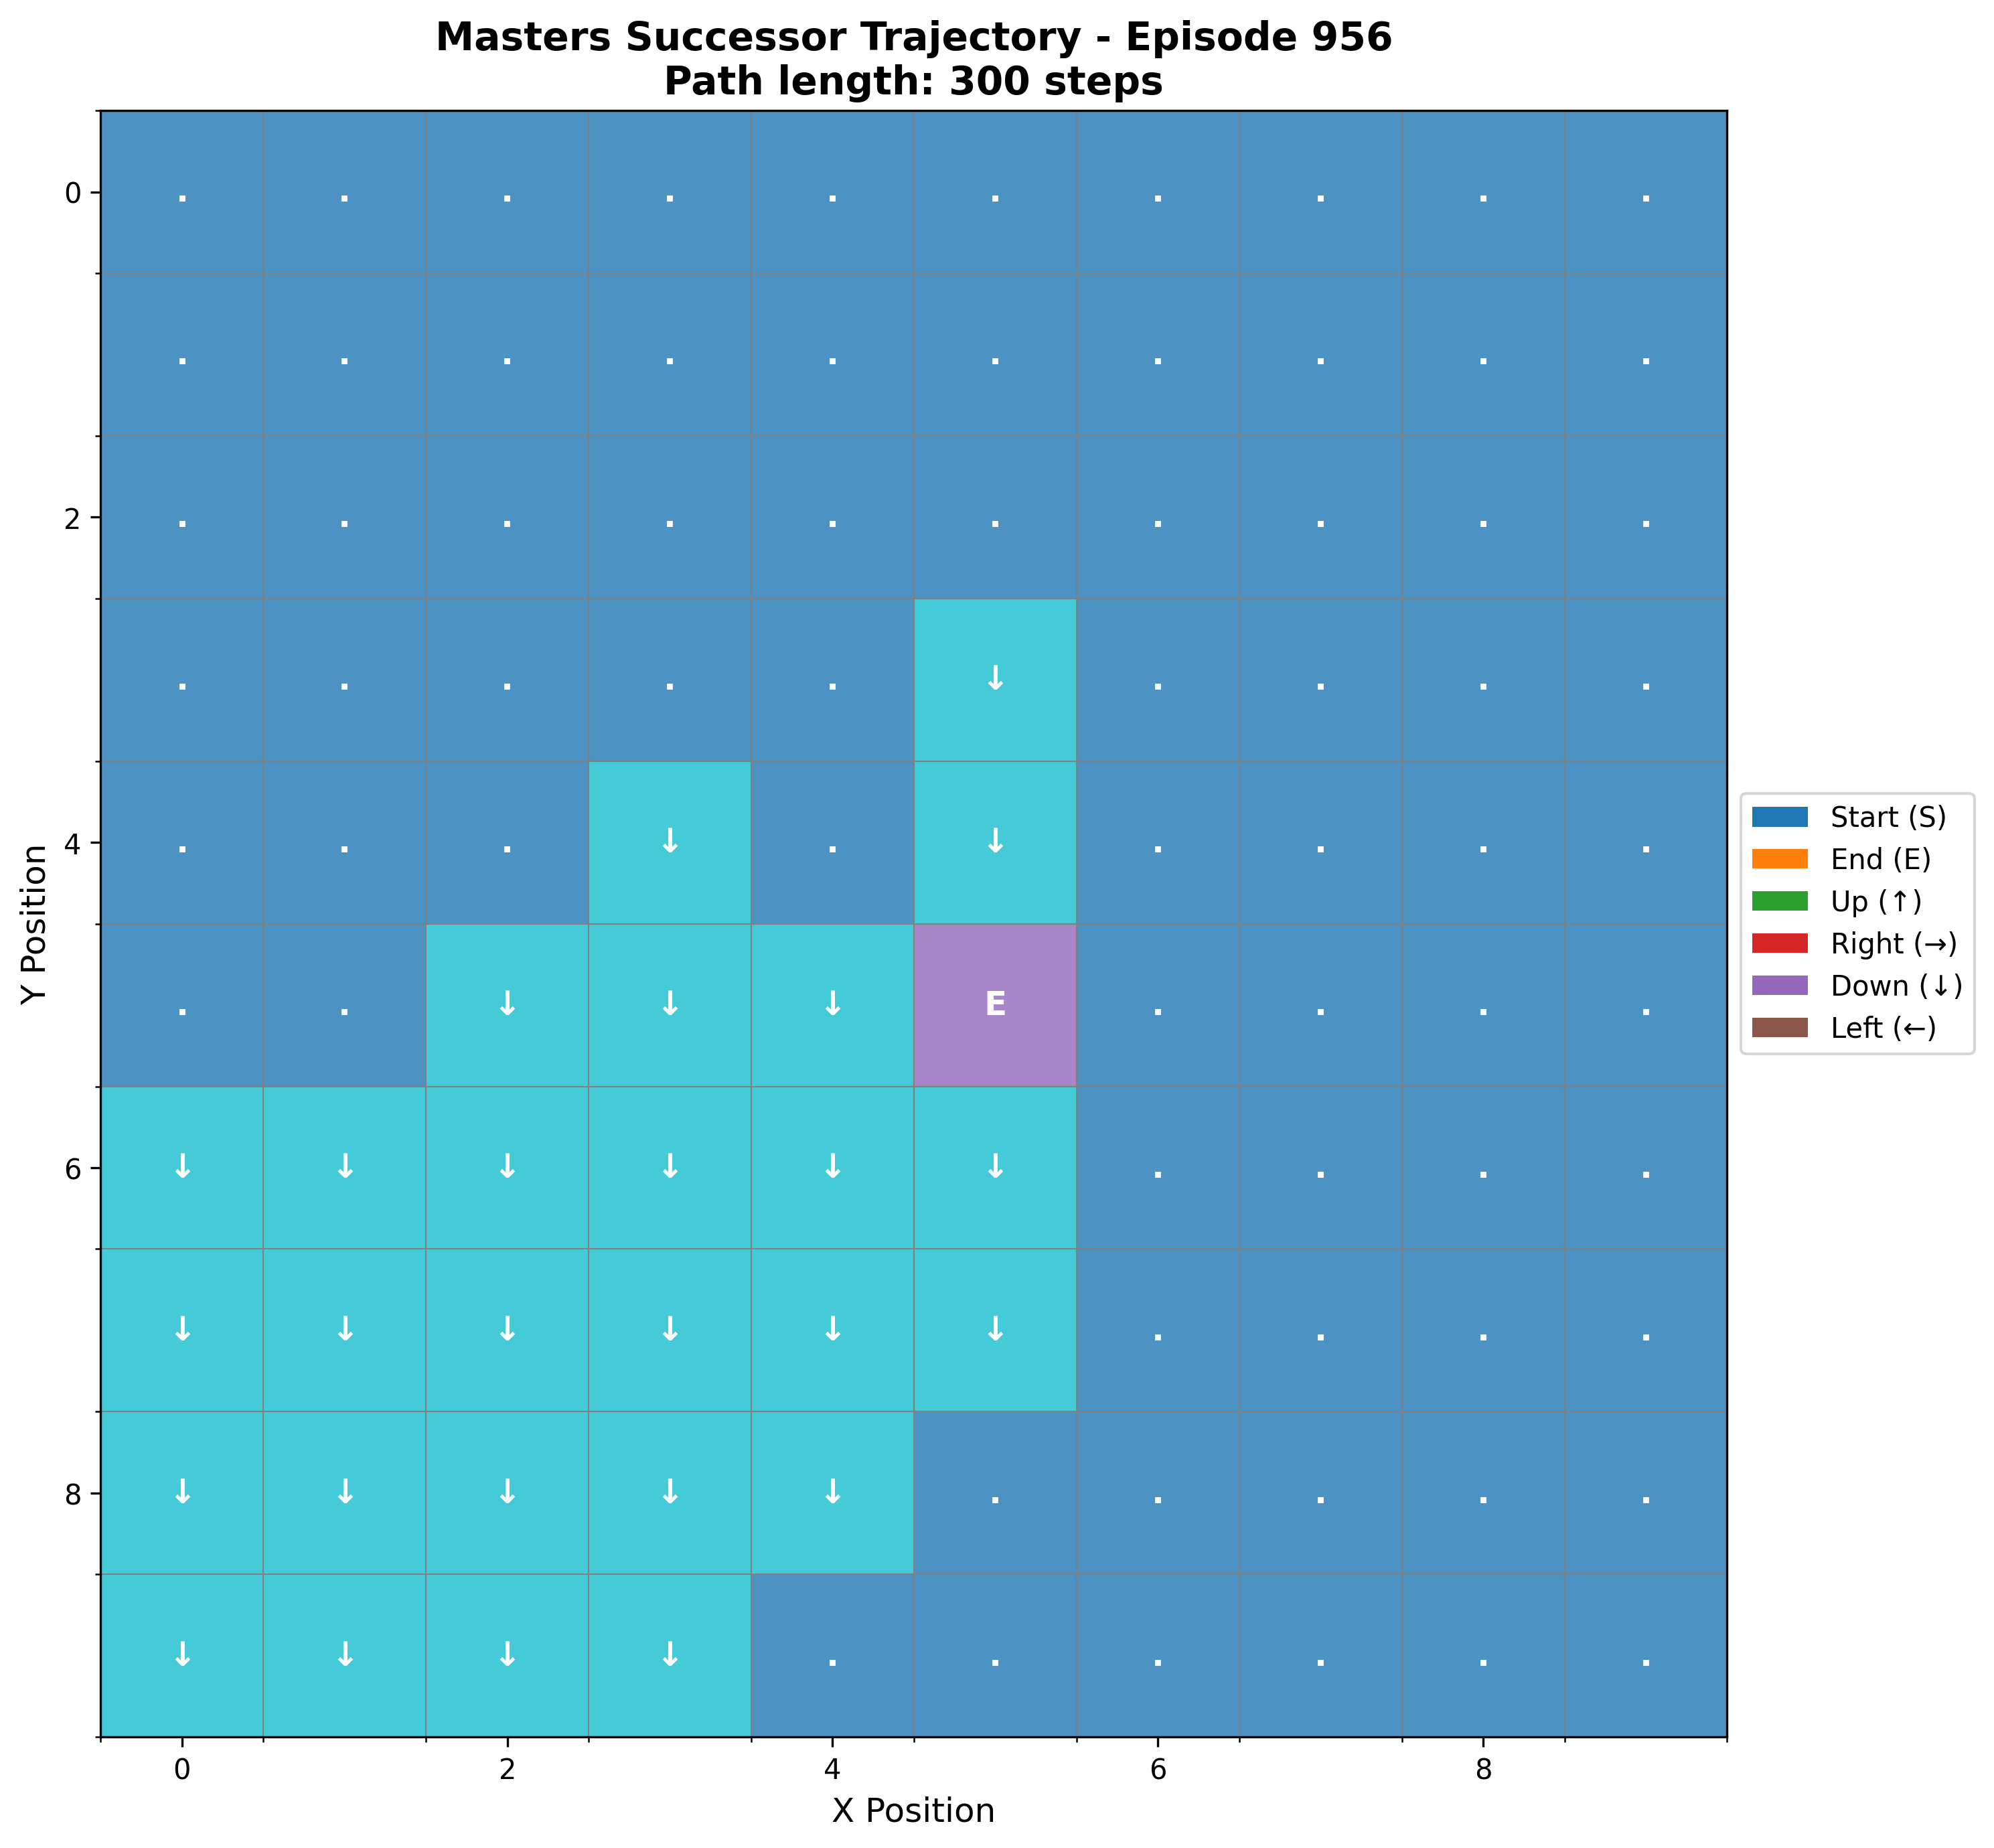 Masters Successor Trajectory - Episode 956
Path length: 300 steps
0 . . . . . . . . . .
. . . . . . . . . .
2 . . . . . . . . . .
. . . . . ↓ . . . .
4 . . . ↓ . ↓ . . . .
. . ↓ ↓ ↓ E . . . .
6 ↓ ↓ ↓ ↓ ↓ ↓ . . . .
↓ ↓ ↓ ↓ ↓ ↓ . . . .
8 ↓ ↓ ↓ ↓ ↓ . . . . .
↓ ↓ ↓ ↓ . . . . . .
0 2 4 6 8
X Position
Y Position
Start (S)
End (E)
Up (↑)
Right (→)
Down (↓)
Left (←)